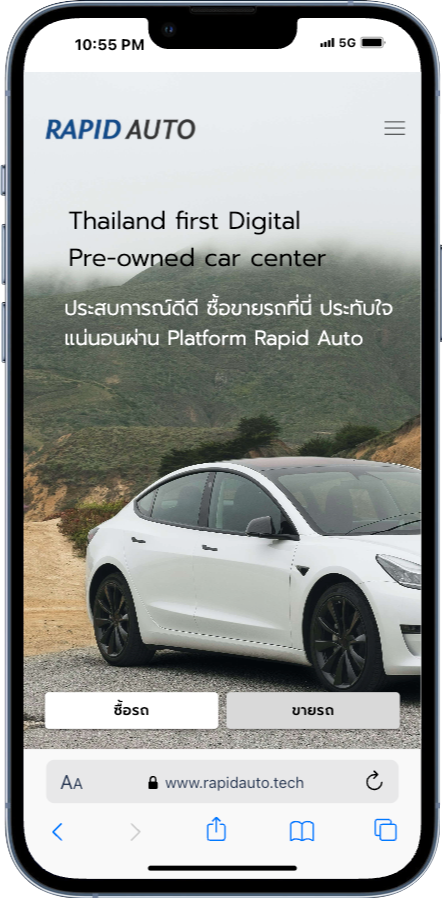 10:55 PM
5G
RAPID AUTO
Thailand first Digital
Pre-owned car center
ประสบการณ์ดีดี ซื้อขายรถที่นี่ ประทับใจ
แน่นอนผ่าน Platform Rapid Auto
ซื้อรถ
ขายรถ
AA
www.rapidauto.tech